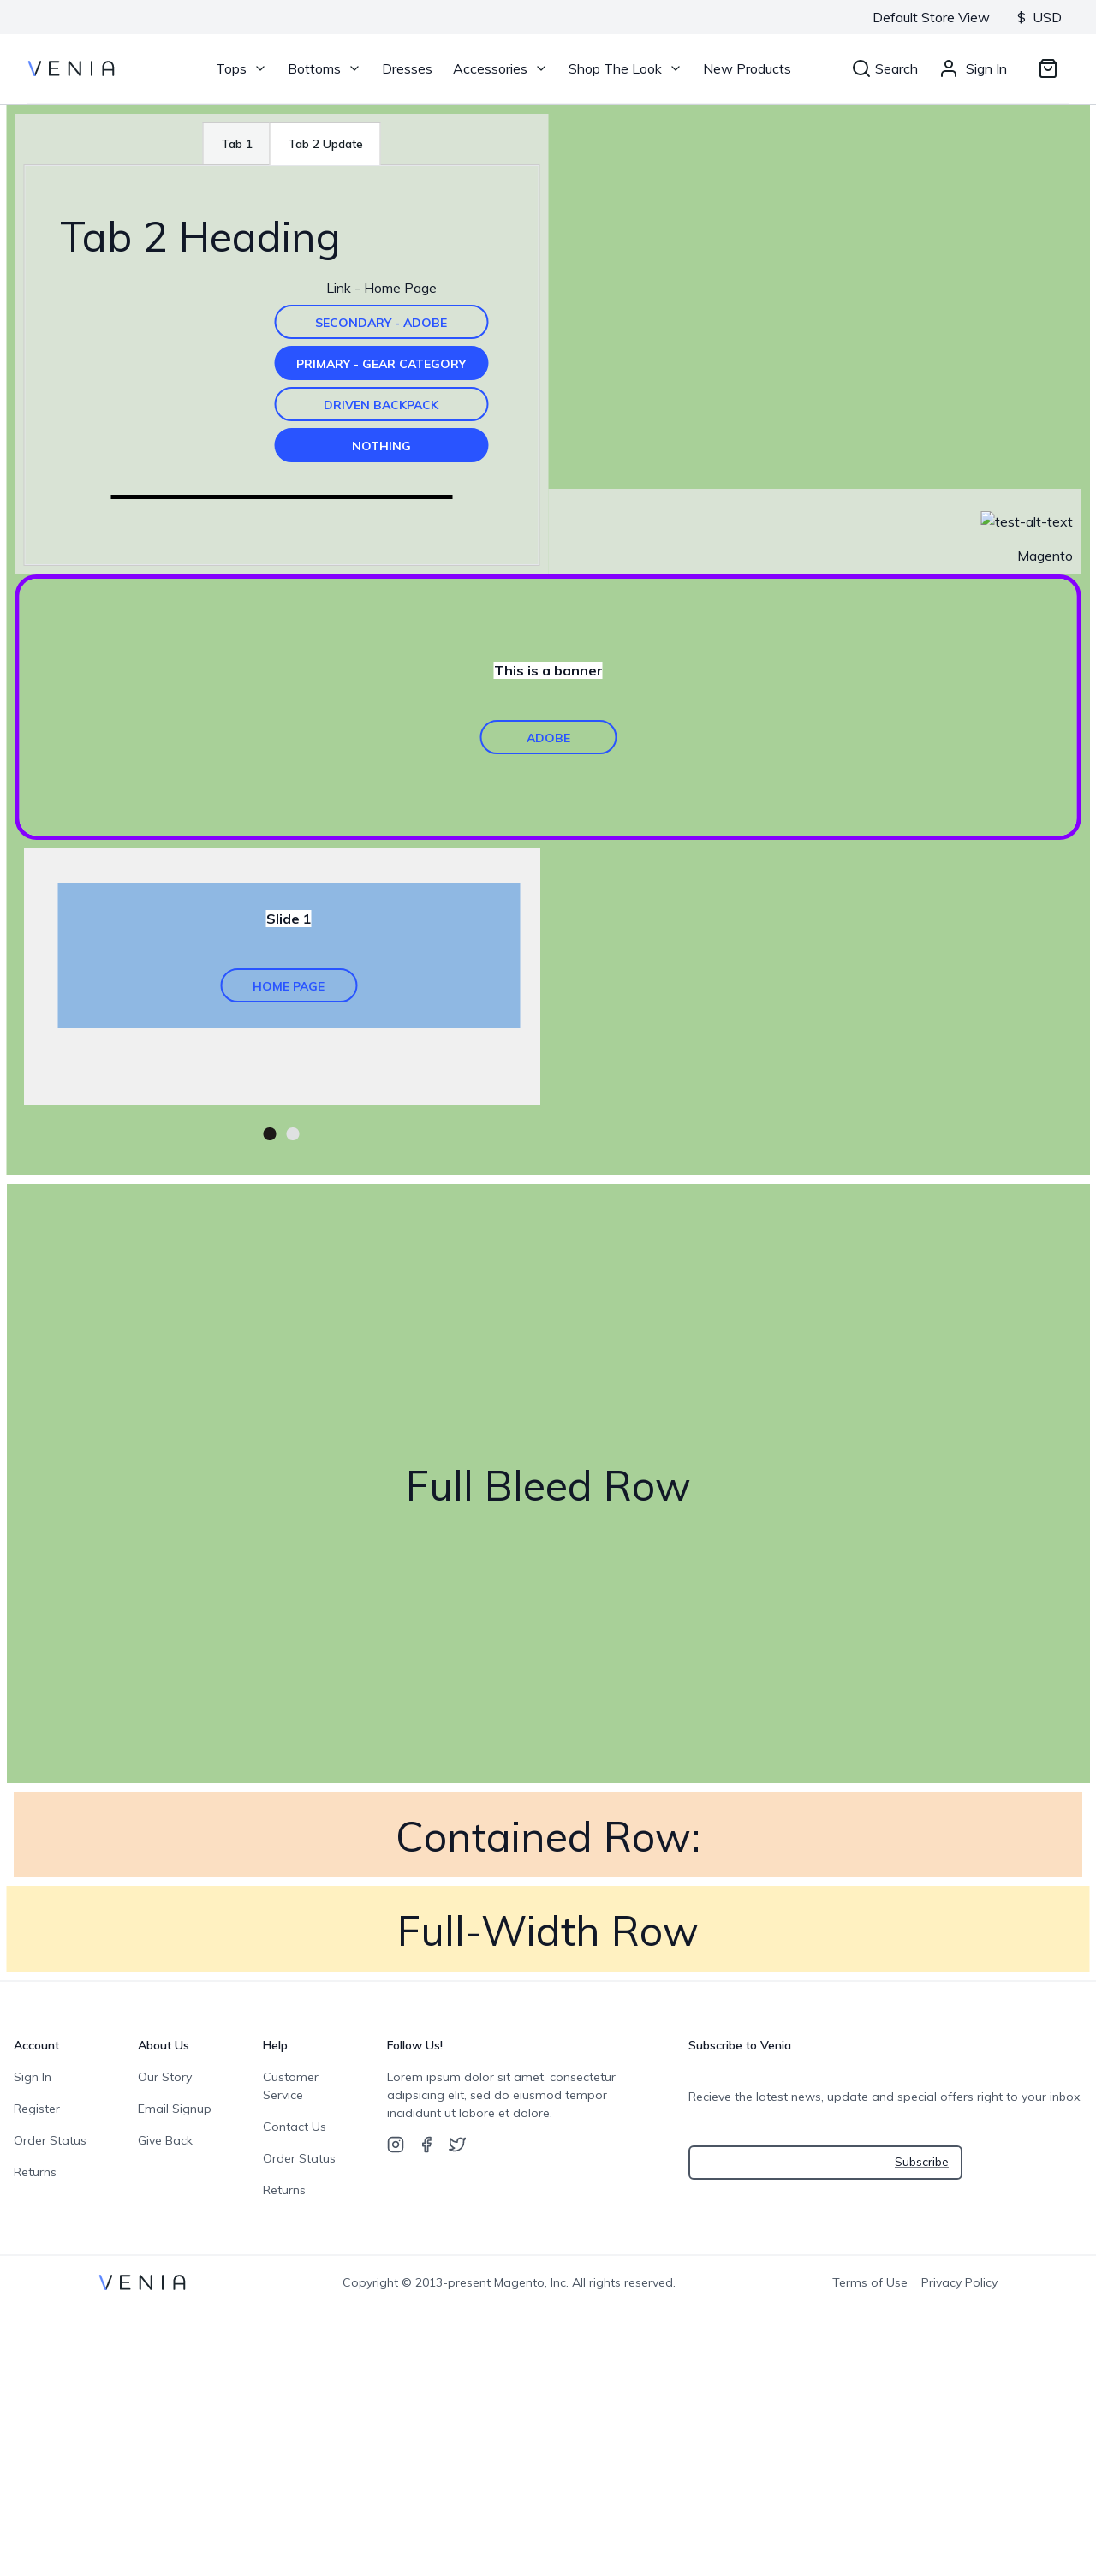 Default Store View
$ USD
VENIA
Tops
Bottoms
Dresses
Accessories
Shop The Look
New Products
Search
Sign In
Tab 1
Tab 2 Update
Tab 2 Heading
Link - Home Page
SECONDARY - ADOBE
PRIMARY - GEAR CATEGORY
DRIVEN BACKPACK
NOTHING
test-alt-text
Magento
This is a banner
ADOBE
Slide 1
HOME PAGE
Full Bleed Row
Contained Row:
Full-Width Row
Account
Sign In
Register
Order Status
Returns
About Us
Our Story
Email Signup
Give Back
Help
Customer
Service
Contact Us
Order Status
Returns
Follow Us!
Lorem ipsum dolor sit amet, consectetur
adipsicing elit, sed do eiusmod tempor
incididunt ut labore et dolore.
Subscribe to Venia
Recieve the latest news, update and special offers right to your inbox.
Subscribe
VENIA
Copyright © 2013-present Magento, Inc. All rights reserved.
Terms of Use
Privacy Policy